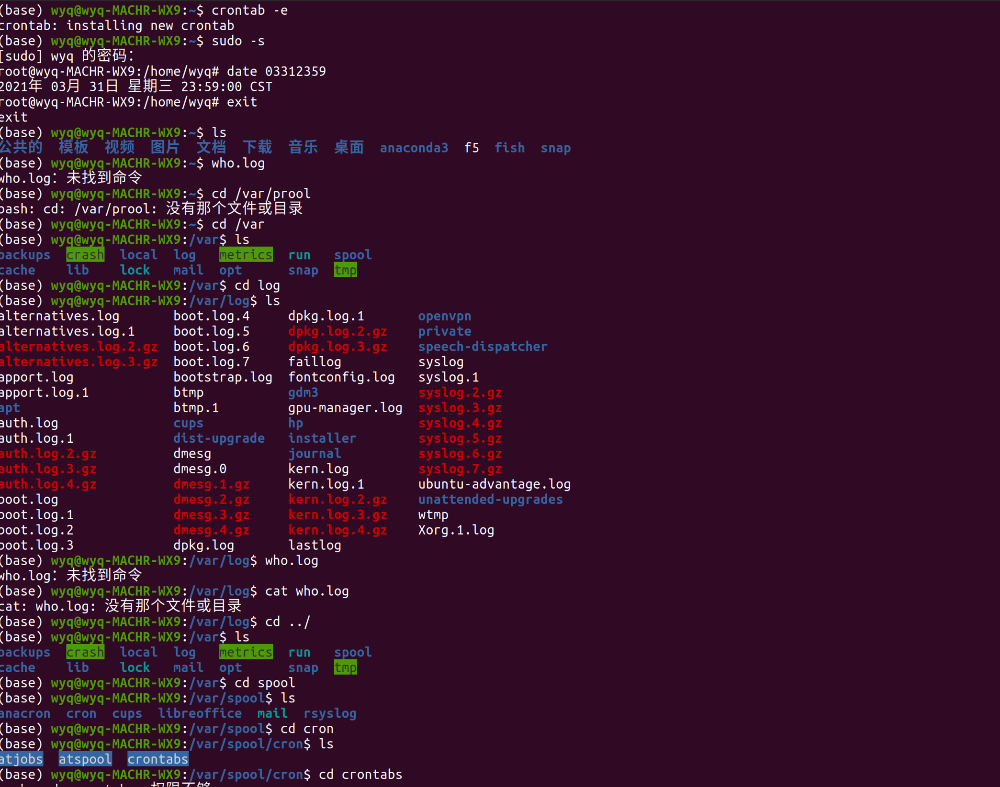 (base) wyq@wyq-MACHR-WX9:~$ crontab -e
crontab: installing new crontab
(base) wyq@wyq-MACHR-WX9:~$ sudo -s
[sudo] wyq 的密码：
root@wyq-MACHR-WX9:/home/wyq# date 03312359
2021年 03月 31日 星期三 23:59:00 CST
root@wyq-MACHR-WX9:/home/wyq# exit
exit
(base) wyq@wyq-MACHR-WX9:~$ ls
公共的 模板 视频 图片 文档 下载 音乐 桌面 anaconda3 f5 fish snap
(base) wyq@wyq-MACHR-WX9:~$ who.log
who.log：未找到命令
(base) wyq@wyq-MACHR-WX9:~$ cd /var/prool
bash: cd: /var/prool: 没有那个文件或目录
(base) wyq@wyq-MACHR-WX9:~$ cd /var
(base) wyq@wyq-MACHR-WX9:/var$ ls
backups crash local log metrics run spool
cache lib lock mail opt snap tmp
(base) wyq@wyq-MACHR-WX9:/var$ cd log
(base) wyq@wyq-MACHR-WX9:/var/log$ ls
alternatives.log boot.log.4 dpkg.log.1 openvpn
alternatives.log.1 boot.log.5 dpkg.log.2.gz private
alternatives.log.2.gz boot.log.6 dpkg.log.3.gz speech-dispatcher
alternatives.log.3.gz boot.log.7 faillog syslog
apport.log bootstrap.log fontconfig.log syslog.1
apport.log.1 btmp gdm3 syslog.2.gz
apt btmp.1 gpu-manager.log syslog.3.gz
auth.log cups hp syslog.4.gz
auth.log.1 dist-upgrade installer syslog.5.gz
auth.log.2.gz dmesg journal syslog.6.gz
auth.log.3.gz dmesg.0 kern.log syslog.7.gz
auth.log.4.gz dmesg.1.gz kern.log.1 ubuntu-advantage.log
boot.log dmesg.2.gz kern.log.2.gz unattended-upgrades
boot.log.1 dmesg.3.gz kern.log.3.gz wtmp
boot.log.2 dmesg.4.gz kern.log.4.gz Xorg.1.log
boot.log.3 dpkg.log lastlog
(base) wyq@wyq-MACHR-WX9:/var/log$ who.log
who.log：未找到命令
(base) wyq@wyq-MACHR-WX9:/var/log$ cat who.log
cat: who.log: 没有那个文件或目录
(base) wyq@wyq-MACHR-WX9:/var/log$ cd ../
(base) wyq@wyq-MACHR-WX9:/var$ ls
backups crash local log metrics run spool
cache lib lock mail opt snap tmp
(base) wyq@wyq-MACHR-WX9:/var$ cd spool
(base) wyq@wyq-MACHR-WX9:/var/spool$ ls
anacron cron cups libreoffice mail rsyslog
(base) wyq@wyq-MACHR-WX9:/var/spool$ cd cron
(base) wyq@wyq-MACHR-WX9:/var/spool/cron$ ls
atjobs atspool crontabs
(base) wyq@wyq-MACHR-WX9:/var/spool/cron$ cd crontabs